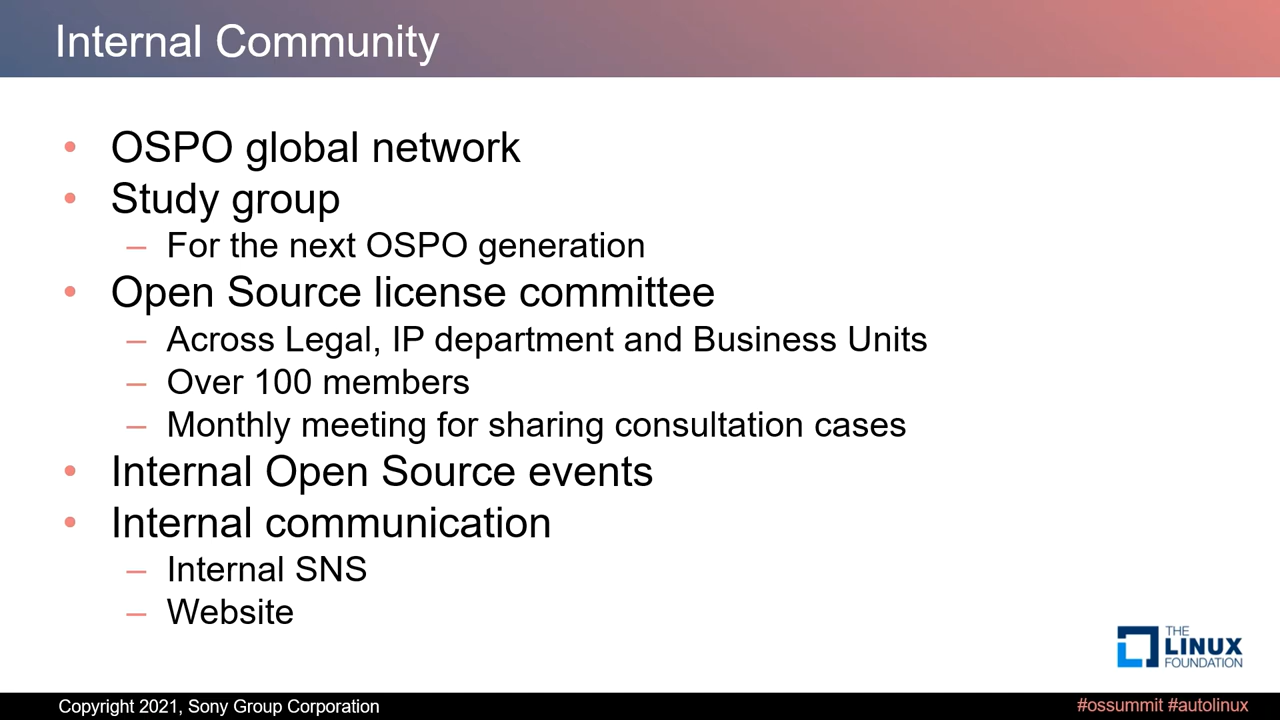 Internal Community
• OSPO global network
• Study group
– For the next OSPO generation
• Open Source license committee
– Across Legal, IP department and Business Units
– Over 100 members
– Monthly meeting for sharing consultation cases
• Internal Open Source events
• Internal communication
– Internal SNS
– Website
THE
LINUX
FOUNDATION
Copyright 2021, Sony Group Corporation
#ossummit #autolinux